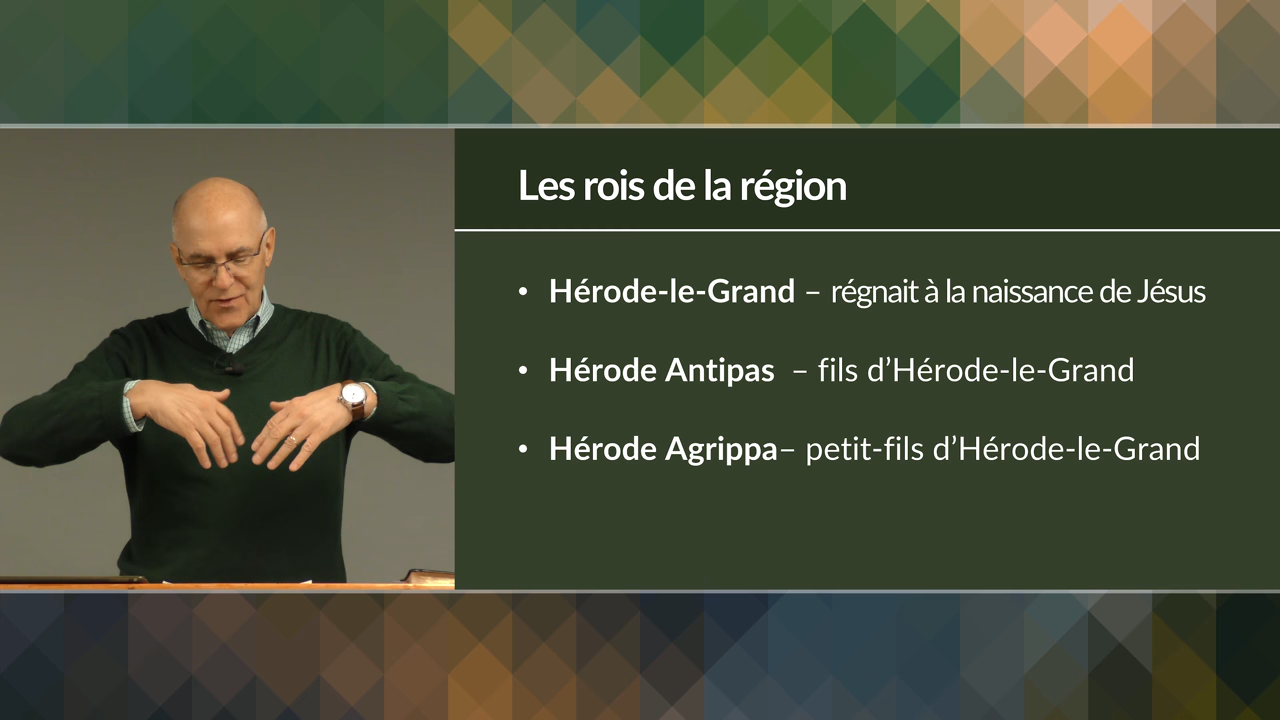 Les rois de la région
• Hérode-le-Grand – régnait à la naissance de Jésus
• Hérode Antipas – fils d’Hérode-le-Grand
• Hérode Agrippa– petit-fils d’Hérode-le-Grand